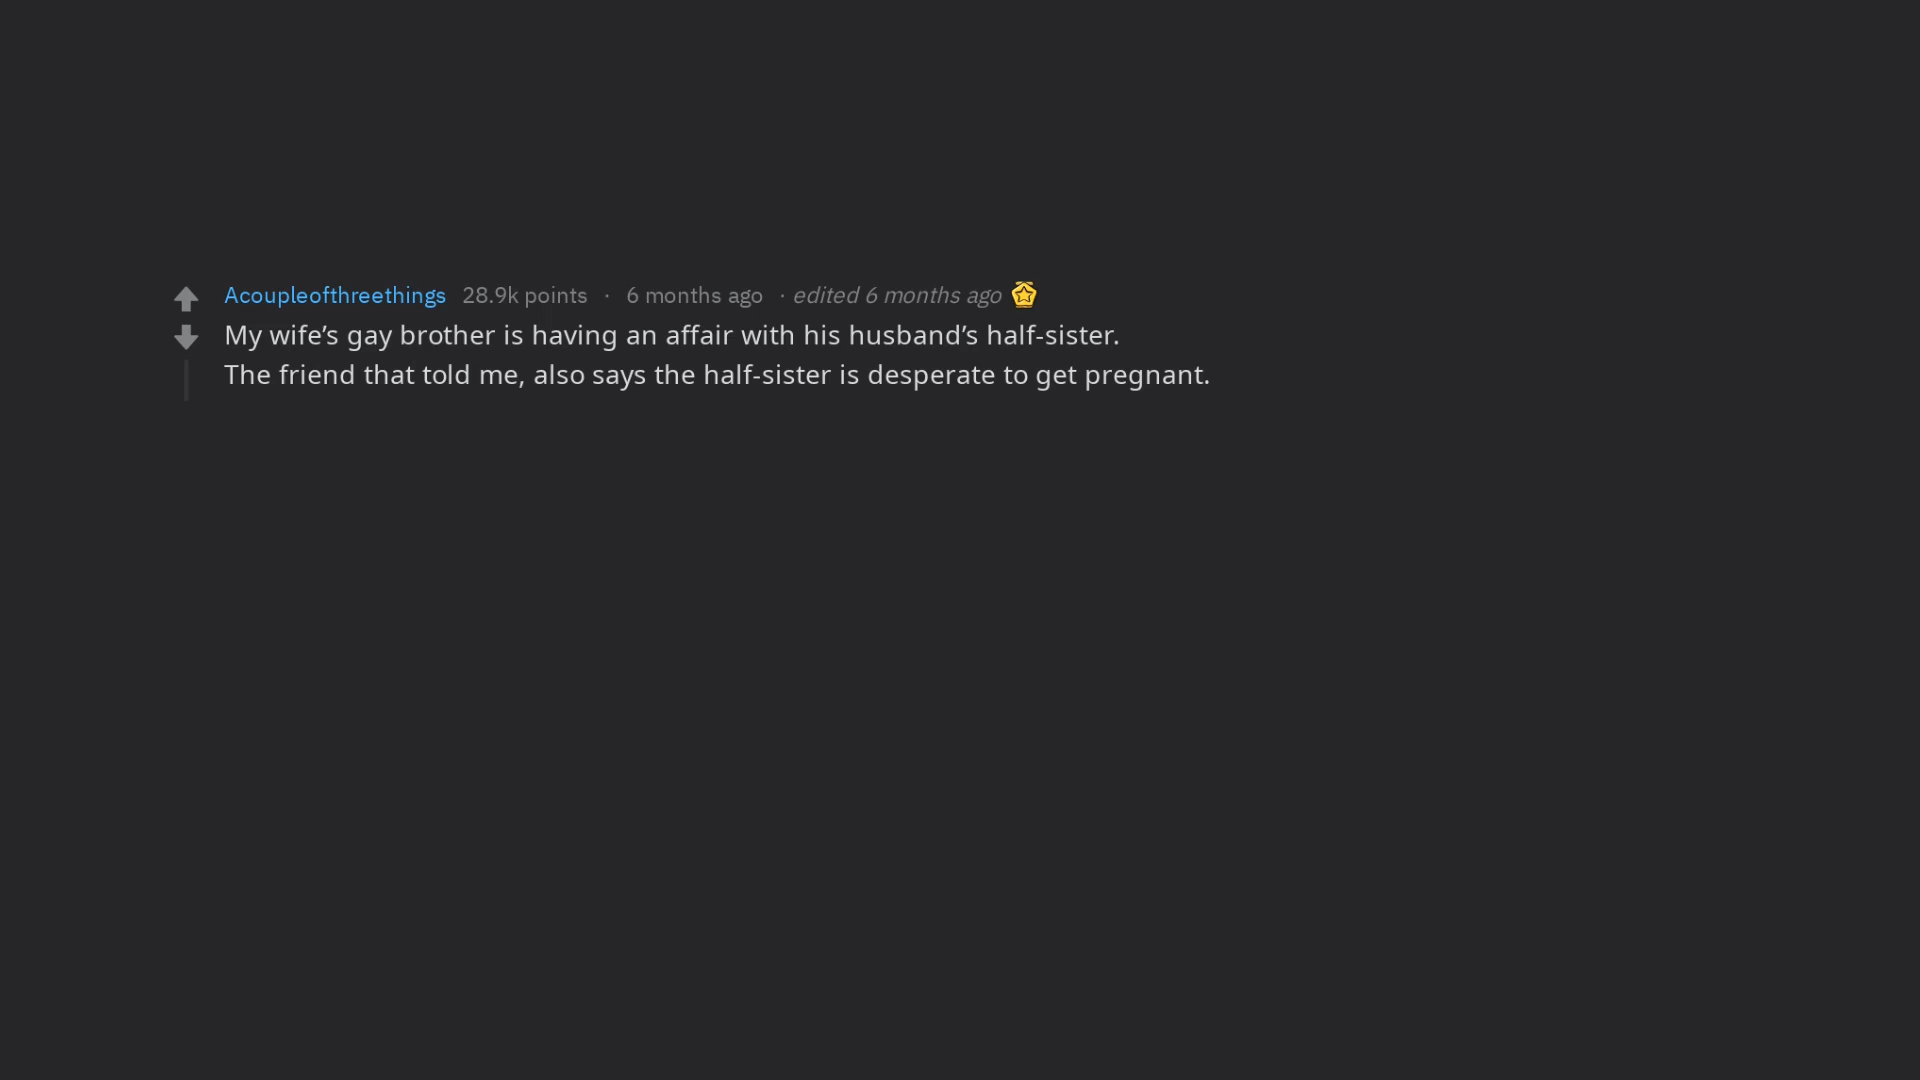 Acoupleofthreethings 28.9k points · 6 months ago · edited 6 months ago
My wife’s gay brother is having an affair with his husband’s half-sister.
The friend that told me, also says the half-sister is desperate to get pregnant.